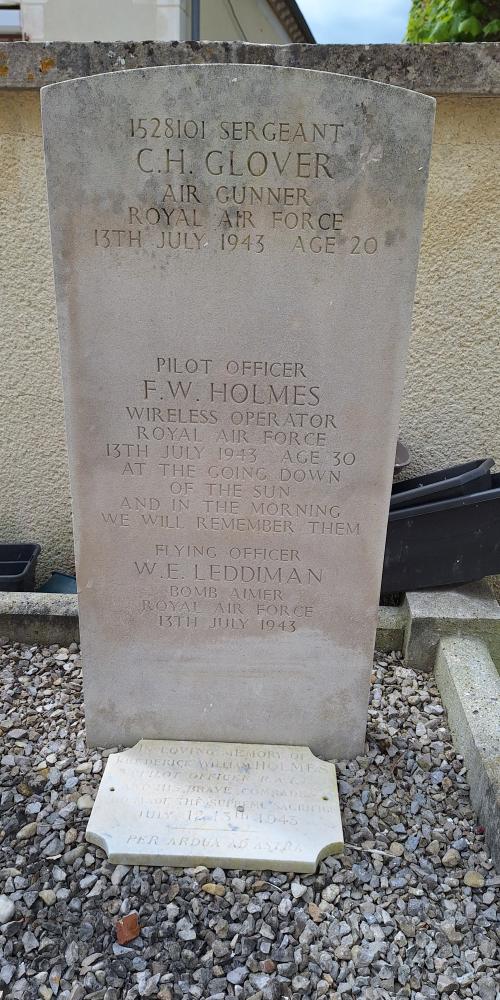 1528101 SERGEANT
C.H. GLOVER
AIR GUNNER
ROYAL AIR FORCE
13TH JULY 1943 AGE 20
PILOT OFFICER
F.W. HOLMES
WIRELESS OPERATOR
ROYAL AIR FORCE
13TH JULY 1943 AGE 30
AT THE GOING DOWN
OF THE SUN
AND IN THE MORNING
WE WILL REMEMBER THEM
FLYING OFFICER
W.E. LEDDIMAN
BOMB AIMER
ROYAL AIR FORCE
13TH JULY 1943
IN LOVING MEMORY OF
FREDERICK WILLIAM HOLMES
PILOT OFFICER R.A.F.
AND HIS BRAVE COMRADES
THE SUPREME SACRIFICE
JULY 12-13TH 1943
PER ARDUA AD ASTRA